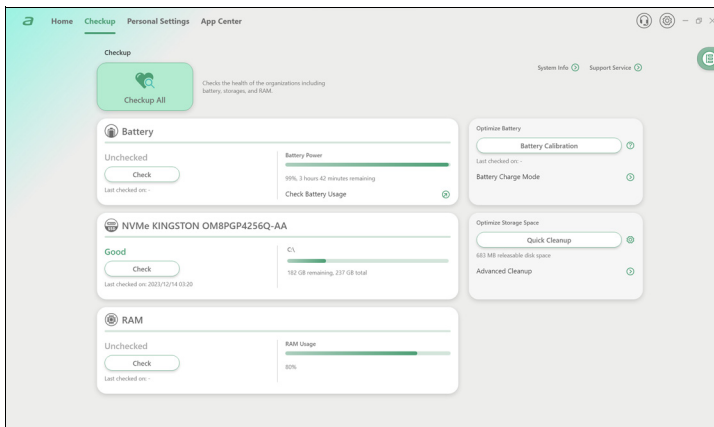 a Home Checkup Personal Settings App Center
Checkup
Checkup All
Checks the health of the organizations including
battery, storages, and RAM.
System Info
Support Service
Battery
Unchecked
Check
Last checked on: -
Battery Power
99%, 3 hours 42 minutes remaining
Check Battery Usage
Optimize Battery
Battery Calibration
Last checked on: -
Battery Charge Mode
NVMe KINGSTON OM8PGP4256Q-AA
Good
Check
Last checked on: 2023/12/14 03:20
C:\
182 GB remaining, 237 GB total
Optimize Storage Space
Quick Cleanup
683 MB releasable disk space
Advanced Cleanup
RAM
Unchecked
Check
Last checked on: -
RAM Usage
80%